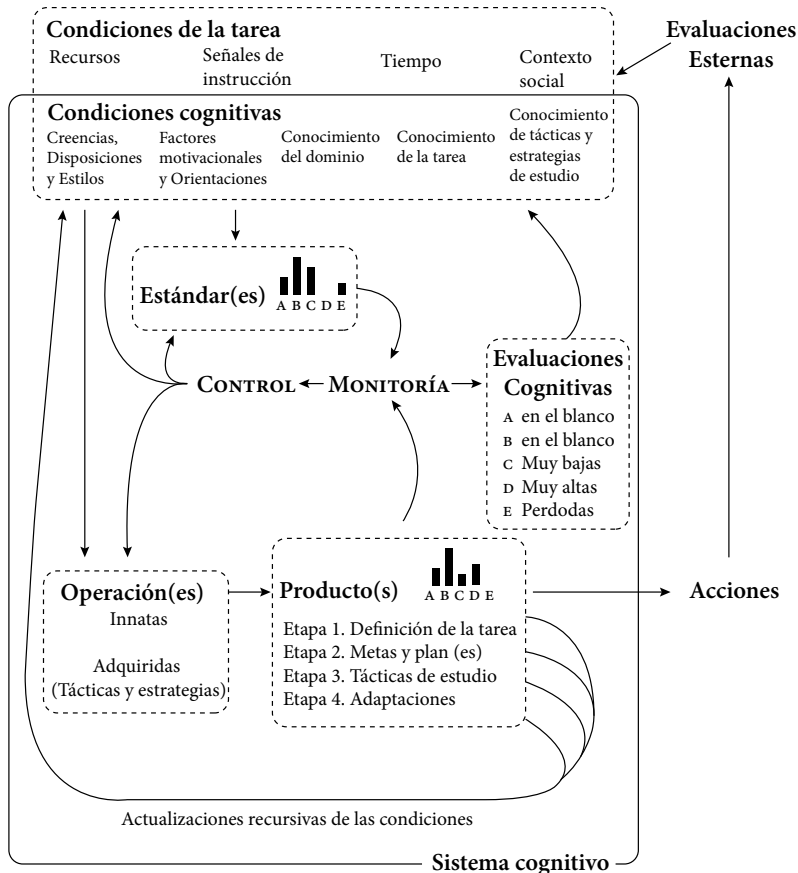 Condiciones de la tarea
Recursos
Señales de
instrucción
Tiempo
Contexto
social
Evaluaciones
Esternas
Condiciones cognitivas
Creencias,
Disposiciones
y Estilos
Factores
motivacionales
y Orientaciones
Conocimiento
del dominio
Conocimiento
de la tarea
Conocimiento
de tácticas y
estrategias
de estudio
Estándar(es)
A B C D E
CONTROL
MONITORÍA
Evaluaciones
Cognitivas
A en el blanco
B en el blanco
C Muy bajas
D Muy altas
E Perdodas
Operación(es)
Innatas
Adquiridas
(Tácticas y estrategias)
Producto(s)
A B C D E
Etapa 1. Definición de la tarea
Etapa 2. Metas y plan (es)
Etapa 3. Tácticas de estudio
Etapa 4. Adaptaciones
Acciones
Actualizaciones recursivas de las condiciones
Sistema cognitivo